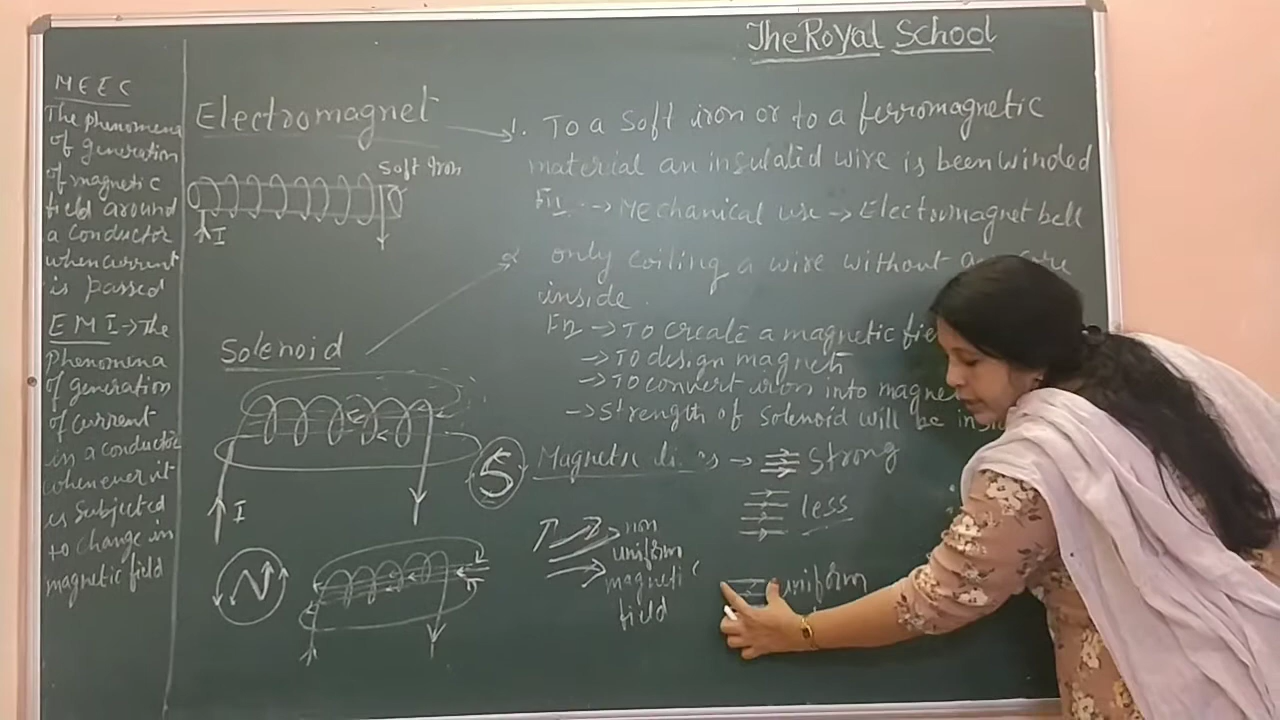 The Royal School
MEEC
The phenomena
of generation
of magnetic
field around
a conductor
when current
is passed
EMI → The
Phenomena
of generation
of current
in a conductor
whenever it
is subjected
to change in
magnetic field
Electromagnet
Soft Iron
I
1. To a soft iron or to a ferromagnetic
material an insulatid wire is been winded
→ Mechanical use → Electromagnet bell
only coiling a wire without
inside.
→ To create a magnetic
→ To design magnets
→ To convert iron into
→ Strength of solenoid will be
Solenoid
I
S
N
Magnetic → strong
less
non
uniform
magnetic
field
uniform